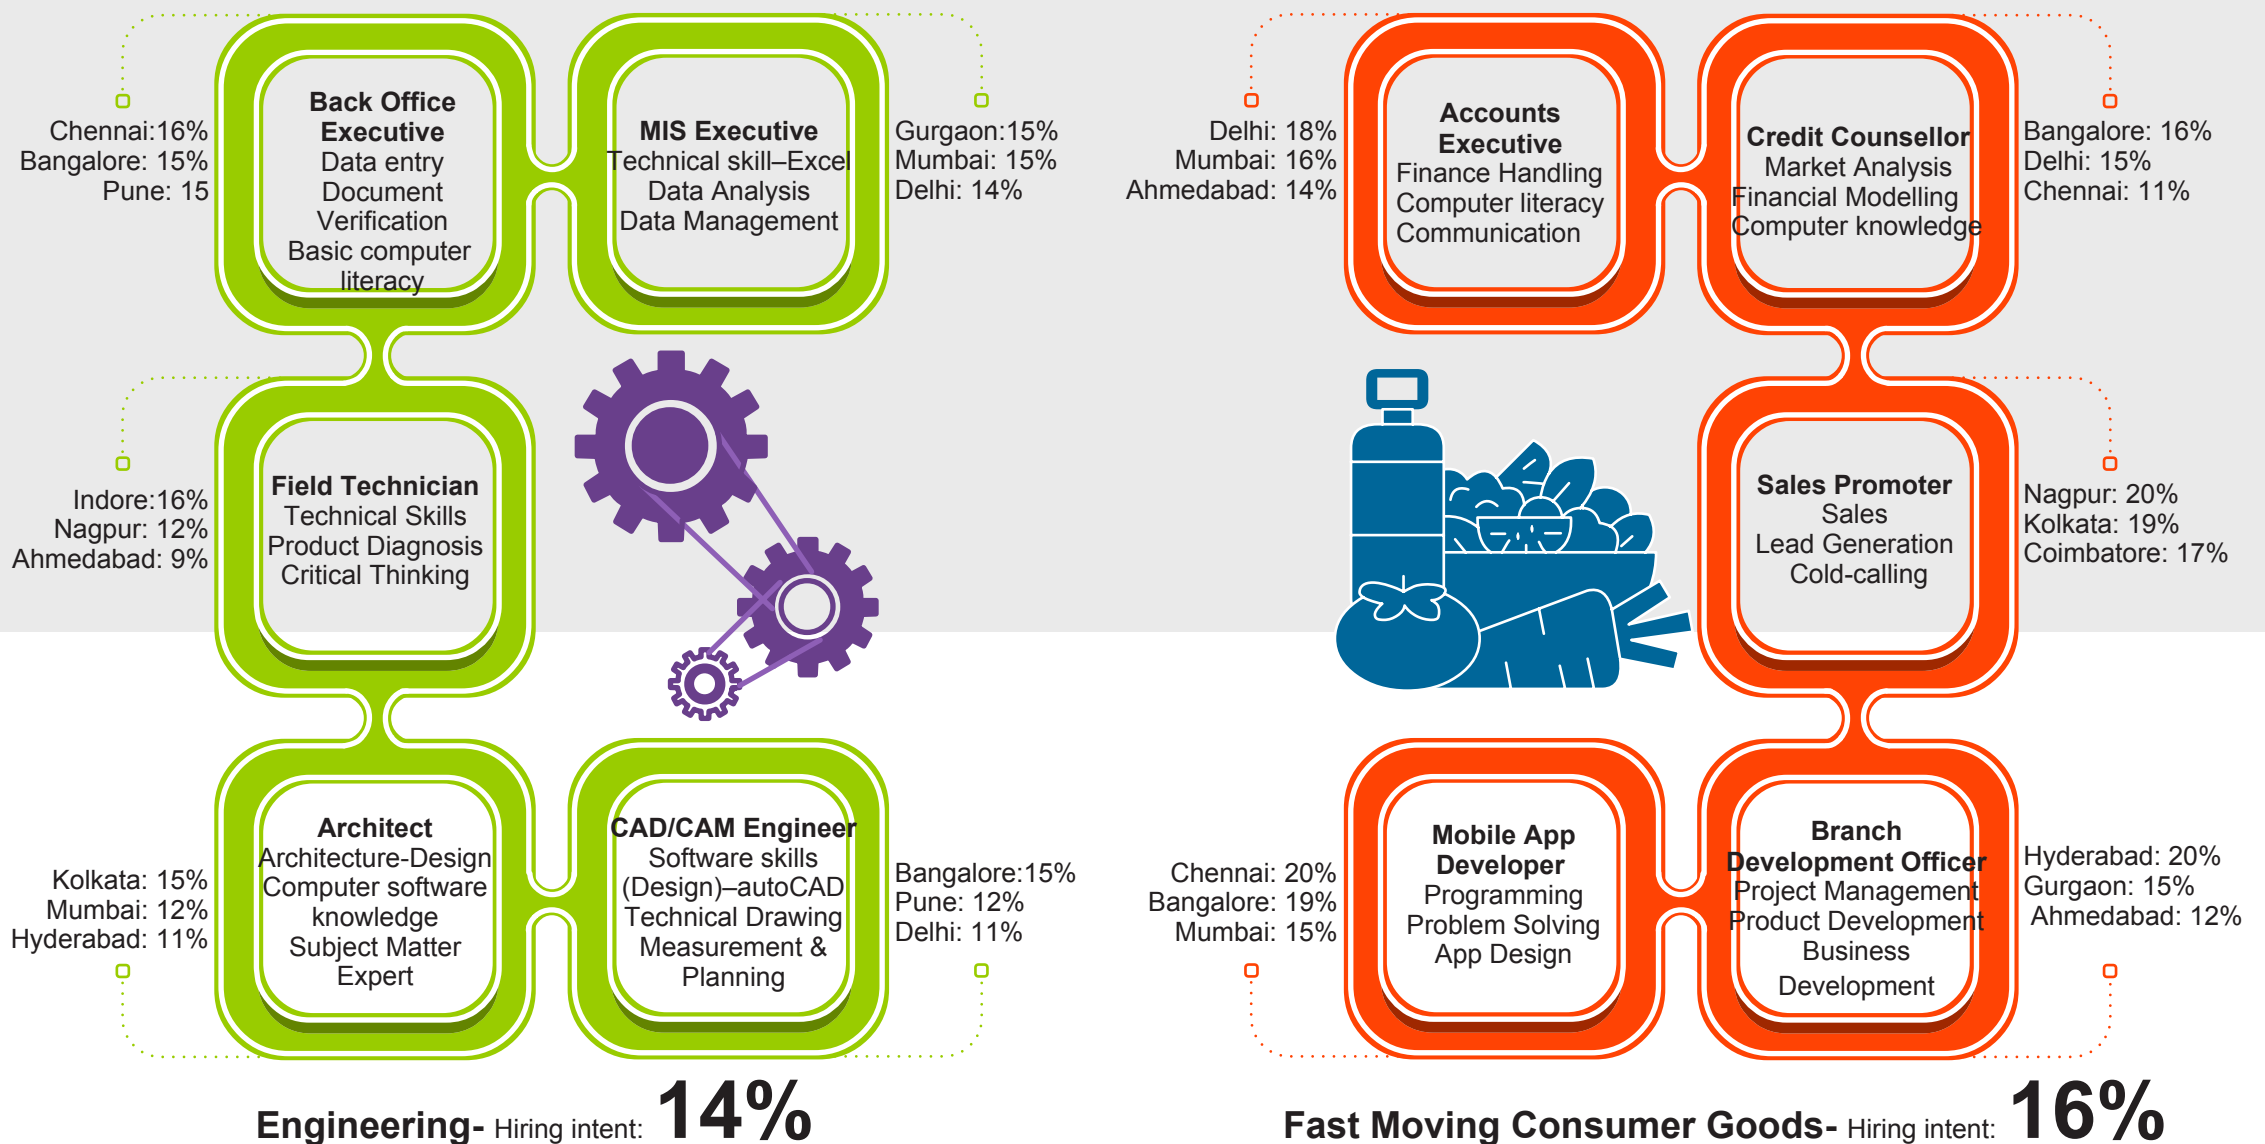 Chennai:16%
Bangalore: 15%
Pune: 15
Back Office
Executive
Data entry
Document
Verification
Basic computer
literacy
MIS Executive
Technical skill–Excel
Data Analysis
Data Management
Gurgaon:15%
Mumbai: 15%
Delhi: 14%
Indore:16%
Nagpur: 12%
Ahmedabad: 9%
Field Technician
Technical Skills
Product Diagnosis
Critical Thinking
Kolkata: 15%
Mumbai: 12%
Hyderabad: 11%
Architect
Architecture-Design
Computer software
knowledge
Subject Matter
Expert
CAD/CAM Engineer
Software skills
(Design)–autoCAD
Technical Drawing
Measurement &
Planning
Bangalore:15%
Pune: 12%
Delhi: 11%
Engineering- Hiring intent: 14%
Delhi: 18%
Mumbai: 16%
Ahmedabad: 14%
Accounts
Executive
Finance Handling
Computer literacy
Communication
Credit Counsellor
Market Analysis
Financial Modelling
Computer knowledge
Bangalore: 16%
Delhi: 15%
Chennai: 11%
Sales Promoter
Sales
Lead Generation
Cold-calling
Nagpur: 20%
Kolkata: 19%
Coimbatore: 17%
Chennai: 20%
Bangalore: 19%
Mumbai: 15%
Mobile App
Developer
Programming
Problem Solving
App Design
Branch
Development Officer
Project Management
Product Development
Business
Development
Hyderabad: 20%
Gurgaon: 15%
Ahmedabad: 12%
Fast Moving Consumer Goods- Hiring intent: 16%